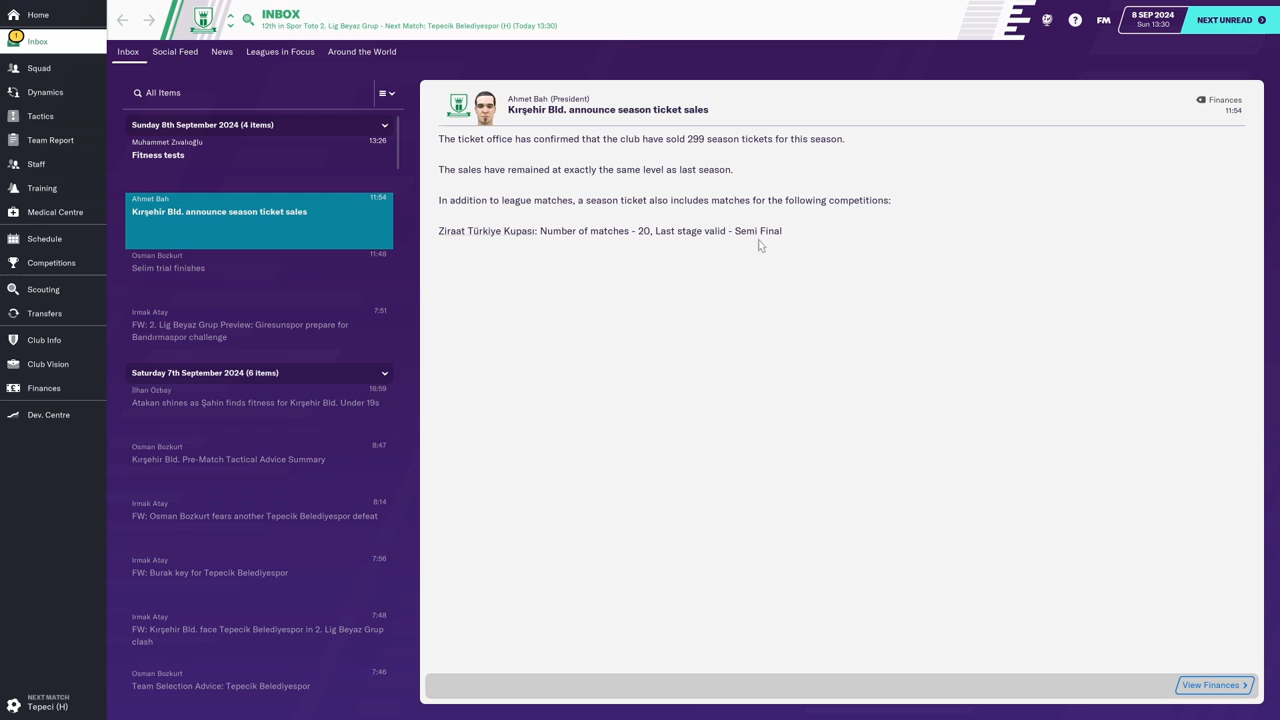 INBOX
12th in Spor Toto 2. Lig Beyaz Grup - Next Match: Tepecik Belediyespor (H) (Today 13:30)
?
FM
8 SEP 2024
Sun 13:30
NEXT UNREAD
Home
1
Inbox
Squad
Dynamics
Tactics
Team Report
Staff
Training
Medical Centre
Schedule
Competitions
Scouting
Transfers
Club Info
Club Vision
Finances
Dev. Centre
NEXT MATCH
Tepeci (H)
Inbox
Social Feed
News
Leagues in Focus
Around the World
All Items
Sunday 8th September 2024 (4 items)
Muhammet Zıvalıoğlu
13:26
Fitness tests
Ahmet Bah
11:54
Kırşehir Bld. announce season ticket sales
Osman Bozkurt
11:48
Selim trial finishes
Irmak Atay
7:51
FW: 2. Lig Beyaz Grup Preview: Giresunspor prepare for
Bandırmaspor challenge
Saturday 7th September 2024 (6 items)
İlhan Özbay
16:59
Atakan shines as Şahin finds fitness for Kırşehir Bld. Under 19s
Osman Bozkurt
8:47
Kırşehir Bld. Pre-Match Tactical Advice Summary
Irmak Atay
8:14
FW: Osman Bozkurt fears another Tepecik Belediyespor defeat
Irmak Atay
7:56
FW: Burak key for Tepecik Belediyespor
Irmak Atay
7:48
FW: Kırşehir Bld. face Tepecik Belediyespor in 2. Lig Beyaz Grup
clash
Osman Bozkurt
7:46
Team Selection Advice: Tepecik Belediyespor
Ahmet Bah (President)
Kırşehir Bld. announce season ticket sales
Finances
11:54
The ticket office has confirmed that the club have sold 299 season tickets for this season.
The sales have remained at exactly the same level as last season.
In addition to league matches, a season ticket also includes matches for the following competitions:
Ziraat Türkiye Kupası: Number of matches - 20, Last stage valid - Semi Final
View Finances